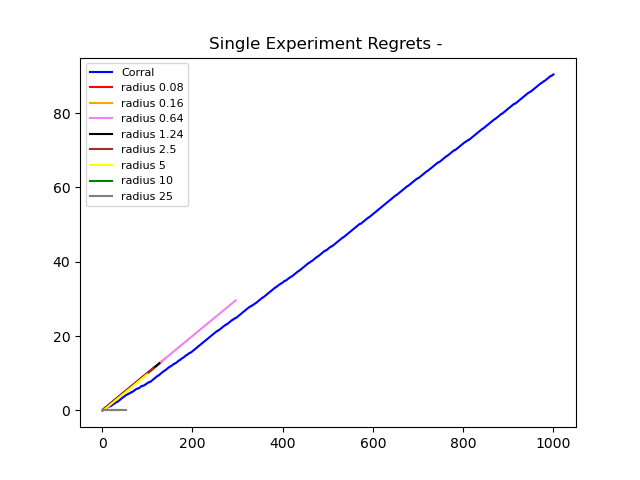 Single Experiment Regrets -
Corral
radius 0.08
radius 0.16
radius 0.64
radius 1.24
radius 2.5
radius 5
radius 10
radius 25
80
60
40
20
0
0 200 400 600 800 1000